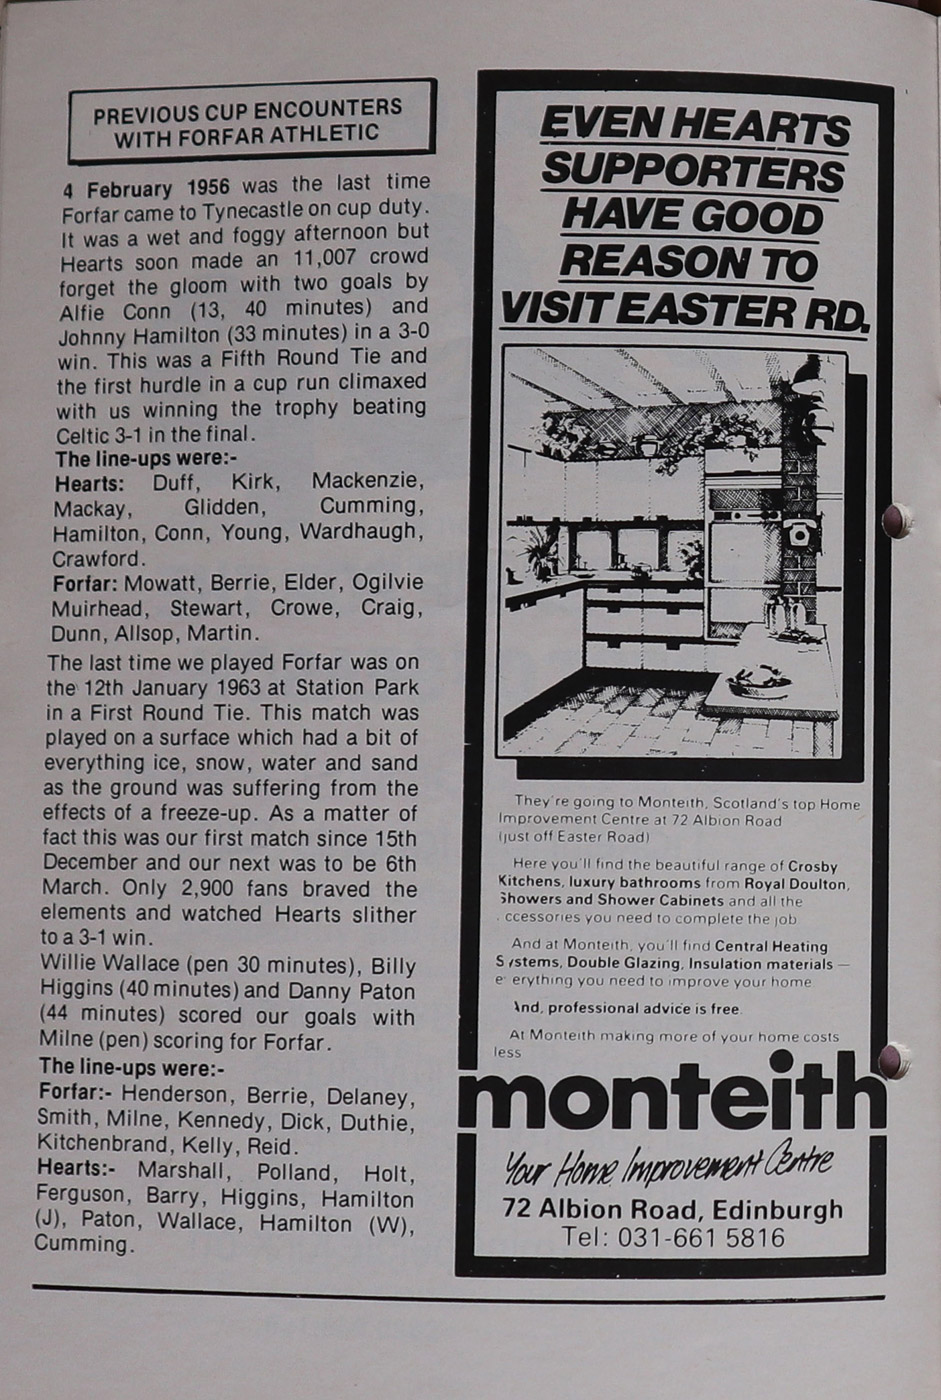 PREVIOUS CUP ENCOUNTERS
WITH FORFAR ATHLETIC
4 February 1956 was the last time
Forfar came to Tynecastle on cup duty.
It was a wet and foggy afternoon but
Hearts soon made an 11,007 crowd
forget the gloom with two goals by
Alfie Conn (13, 40 minutes) and
Johnny Hamilton (33 minutes) in a 3-0
win. This was a Fifth Round Tie and
the first hurdle in a cup run climaxed
with us winning the trophy beating
Celtic 3-1 in the final.
The line-ups were:-
Hearts: Duff, Kirk, Mackenzie,
Mackay, Glidden, Cumming,
Hamilton, Conn, Young, Wardhaugh,
Crawford.
Forfar: Mowatt, Berrie, Elder, Ogilvie
Muirhead, Stewart, Crowe, Craig,
Dunn, Allsop, Martin.
The last time we played Forfar was on
the 12th January 1963 at Station Park
in a First Round Tie. This match was
played on a surface which had a bit of
everything ice, snow, water and sand
as the ground was suffering from the
effects of a freeze-up. As a matter of
fact this was our first match since 15th
December and our next was to be 6th
March. Only 2,900 fans braved the
elements and watched Hearts slither
to a 3-1 win.
Willie Wallace (pen 30 minutes), Billy
Higgins (40 minutes) and Danny Paton
(44 minutes) scored our goals with
Milne (pen) scoring for Forfar.
The line-ups were:-
Forfar:- Henderson, Berrie, Delaney,
Smith, Milne, Kennedy, Dick, Duthie,
Kitchenbrand, Kelly, Reid.
Hearts:- Marshall, Polland, Holt,
Ferguson, Barry, Higgins, Hamilton
(J), Paton, Wallace, Hamilton (W),
Cumming.
EVEN HEARTS
SUPPORTERS
HAVE GOOD
REASON TO
VISIT EASTER RD.
They're going to Monteith, Scotland's top Home
Improvement Centre at 72 Albion Road
(just off Easter Road)
Here you'll find the beautiful range of Crosby
Kitchens, luxury bathrooms from Royal Doulton,
Showers and Shower Cabinets and all the
ccessories you need to complete the job
And at Monteith, you'll find Central Heating
S stems, Double Glazing, Insulation materials —
e erything you need to improve your home
And, professional advice is free.
At Monteith making more of your home costs
less
monteith
Your Home Improvement Centre
72 Albion Road, Edinburgh
Tel: 031-661 5816